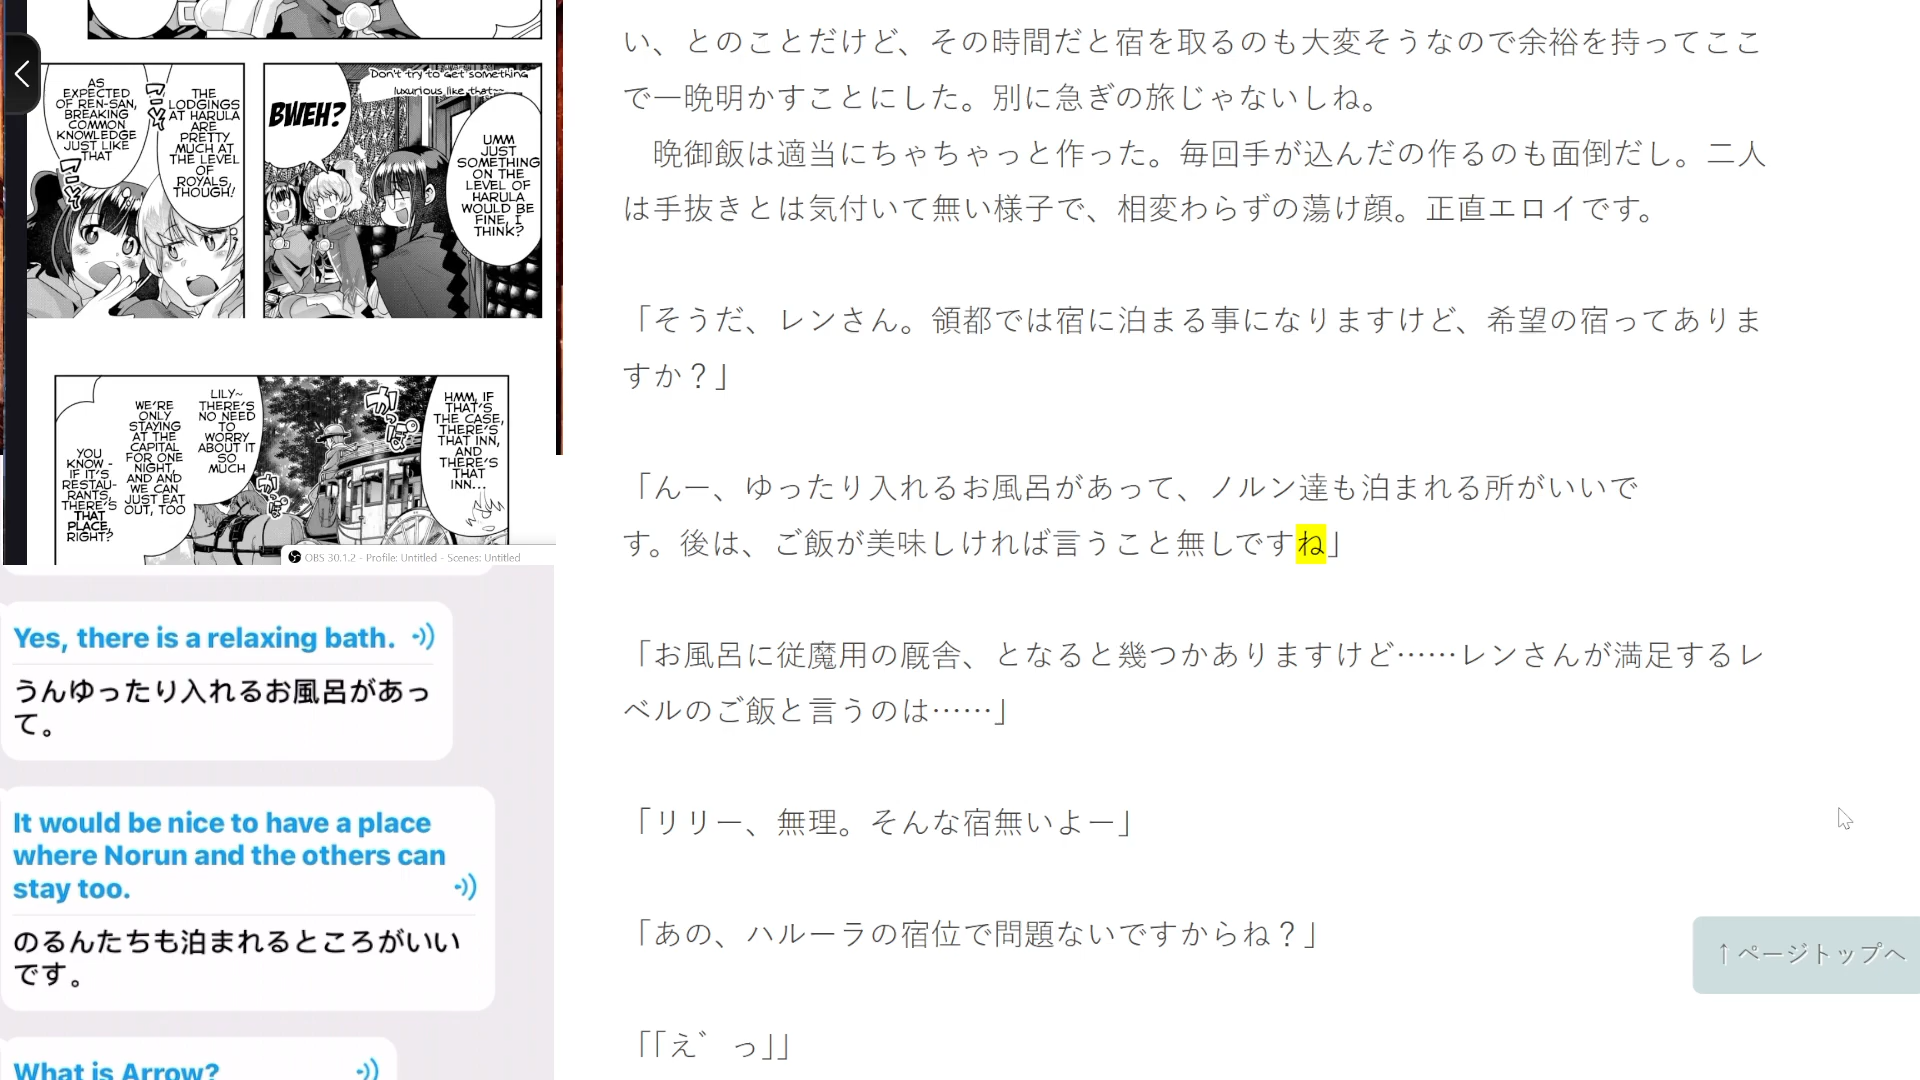 Don't try to get something
luxurious like that~~
BWEH?
UMM
JUST
SOMETHING
ON THE
LEVEL OF
HARULA
WOULD BE
FINE, I
THINK?
THE
LODGINGS
AT HARULA
ARE
PRETTY
MUCH AT
THE LEVEL
OF
ROYALS,
THOUGH!
AS
EXPECTED
OF REN-SAN,
BREAKING
COMMON
KNOWLEDGE
JUST LIKE
THAT
HMM, IF
THAT'S
THE CASE,
THERE'S
THAT INN,
AND
THERE'S
THAT
INN...
かっぽ
かっぽ
LILY~
THERE'S
NO NEED
TO
WORRY
ABOUT IT
SO
MUCH
WE'RE
ONLY
STAYING
AT THE
CAPITAL
FOR ONE
NIGHT,
AND AND
WE CAN
JUST EAT
OUT, TOO
YOU
KNOW -
IF IT'S
RESTAU-
RANTS,
THERE'S
THAT
PLACE,
RIGHT?
OBS 30.1.2 - Profile: Untitled - Scenes: Untitled
Yes, there is a relaxing bath.
うんゆったり入れるお風呂があっ
て。
It would be nice to have a place
where Norun and the others can
stay too.
のるんたちも泊まれるところがいい
です。
What is Arrow?
い、とのことだけど、その時間だと宿を取るのも大変そうなので余裕を持ってここ
で一晩明かすことにした。別に急ぎの旅じゃないしね。
晩御飯は適当にちゃちゃっと作った。毎回手が込んだの作るのも面倒だし。二人
は手抜きとは気付いて無い様子で、相変わらずの蕩け顔。正直エロイです。
「そうだ、レンさん。領都では宿に泊まる事になりますけど、希望の宿ってありま
すか？」
「んー、ゆったり入れるお風呂があって、ノルン達も泊まれる所がいいで
す。後は、ご飯が美味しければ言うこと無しですね」
「お風呂に従魔用の厩舎、となると幾つかありますけど……レンさんが満足するレ
ベルのご飯と言うのは……」
「リリー、無理。そんな宿無いよー」
「あの、ハルーラの宿位で問題ないですからね？」
「「え゛っ」」
↑ページトップへ